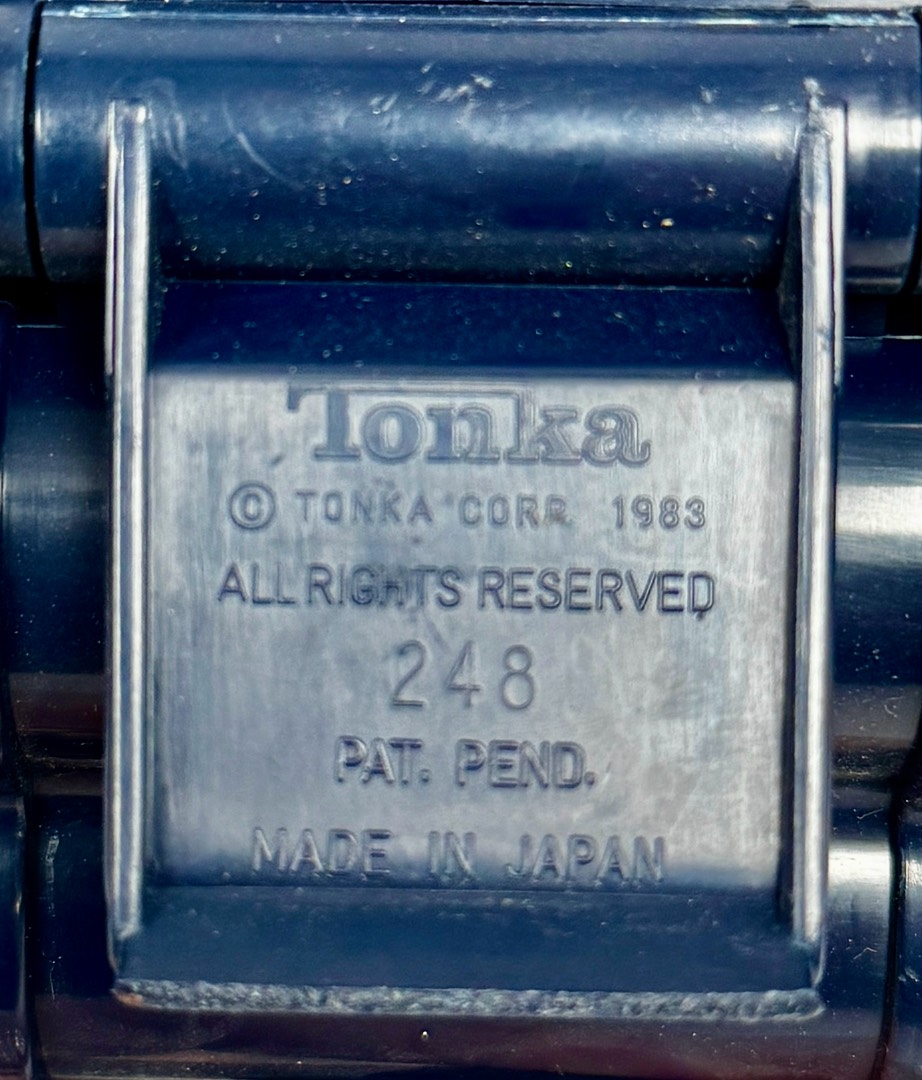 Tonka
© TONKA CORP. 1983
ALL RIGHTS RESERVED
248
PAT. PEND.
MADE IN JAPAN